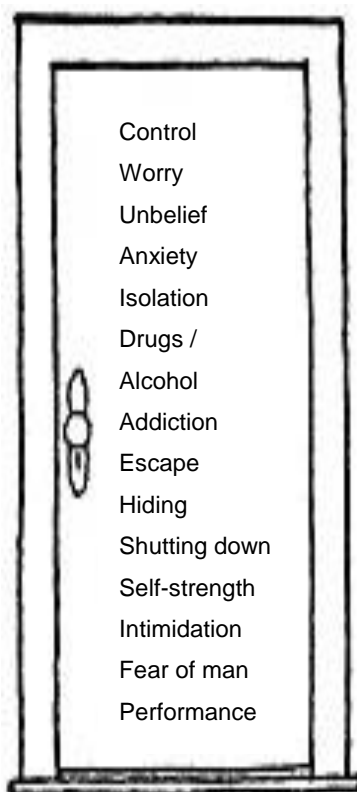 Control
Worry
Unbelief
Anxiety
Isolation
Drugs /
Alcohol
Addiction
Escape
Hiding
Shutting down
Self-strength
Intimidation
Fear of man
Performance